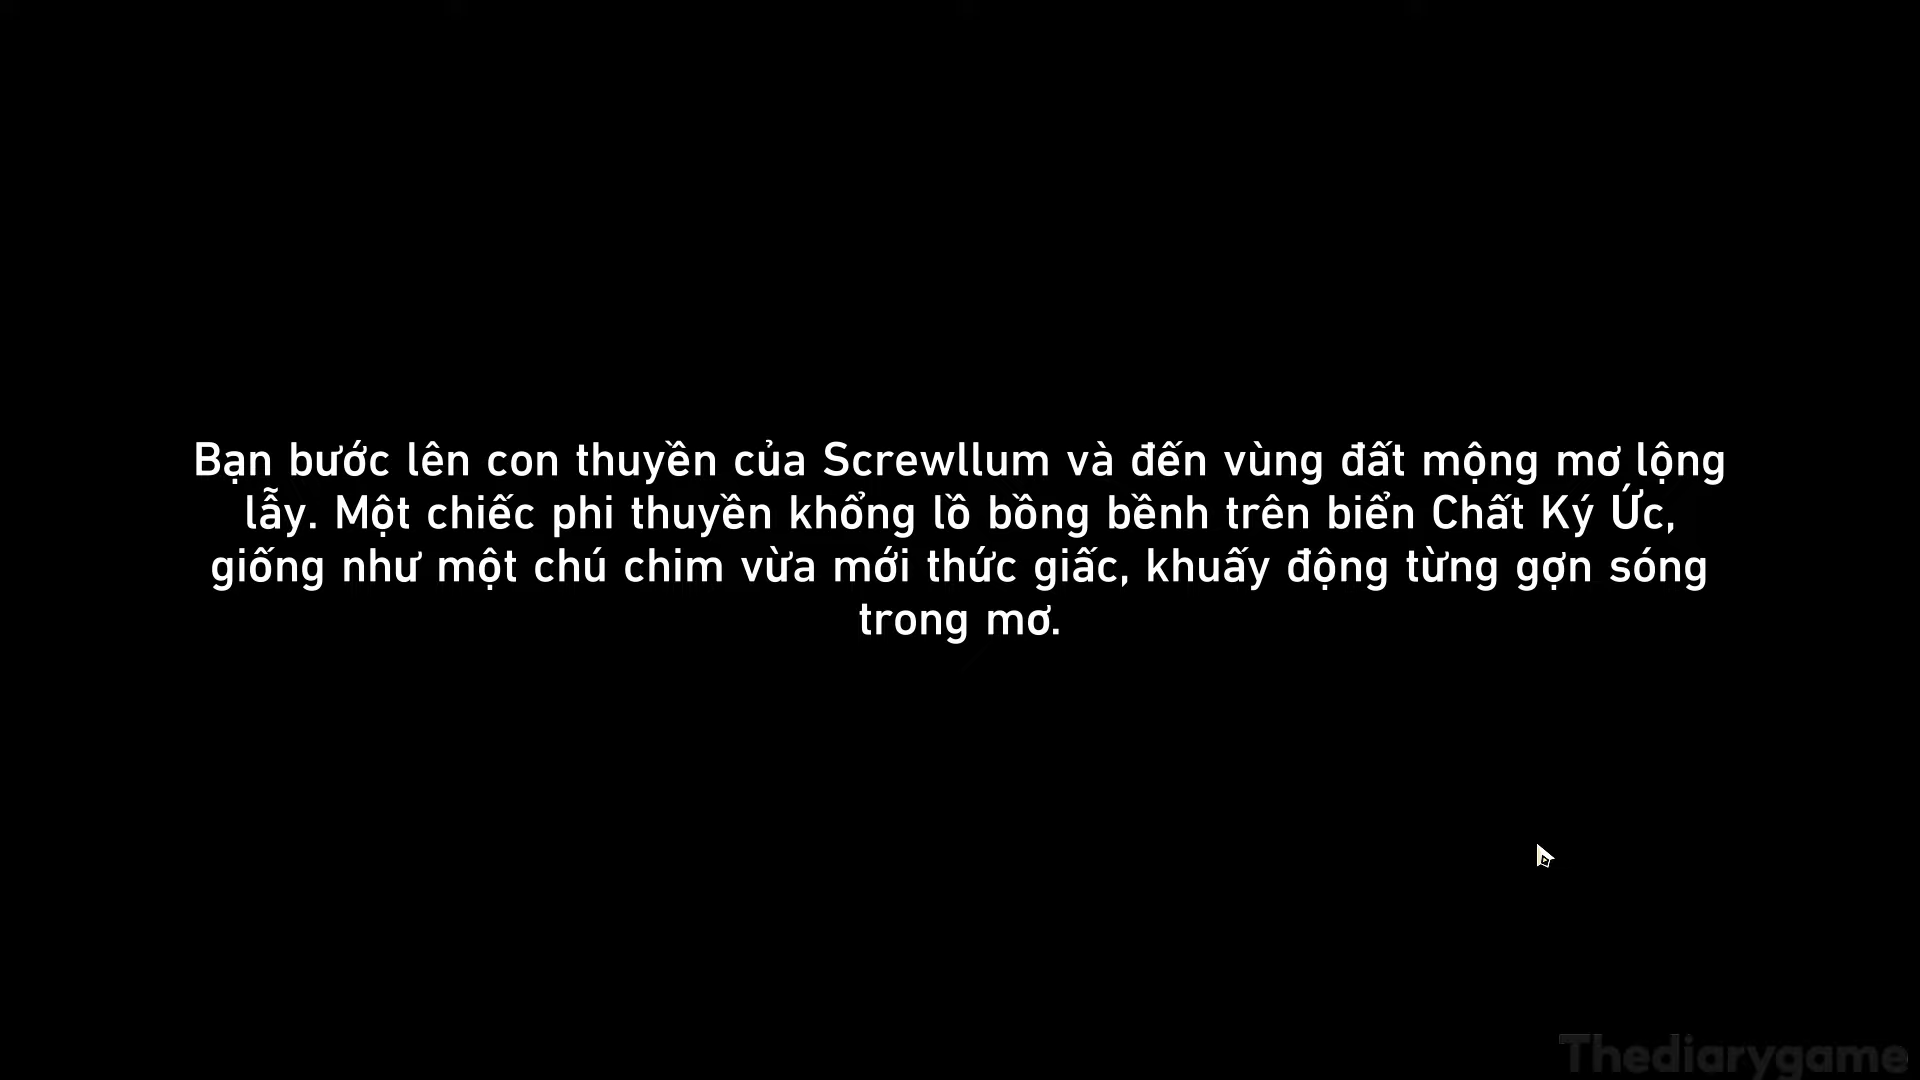 Bạn bước lên con thuyền của Screwllum và đến vùng đất mộng mơ lộng
lẫy. Một chiếc phi thuyền khổng lồ bồng bềnh trên biển Chất Ký Ức,
giống như một chú chim vừa mới thức giấc, khuấy động từng gợn sóng
trong mơ.
Thediarygame